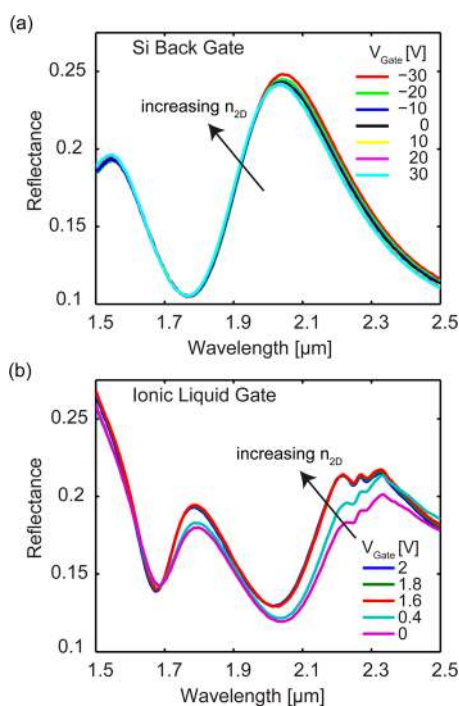 (a)
Si Back Gate
V_Gate [V]
−30
−20
−10
0
10
20
30
increasing n_2D
0.25
0.2
0.15
0.1
Reflectance
1.5 1.7 1.9 2.1 2.3 2.5
Wavelength [µm]
(b)
Ionic Liquid Gate
increasing n_2D
V_Gate [V]
2
1.8
1.6
0.4
0
0.25
0.2
0.15
0.1
Reflectance
1.5 1.7 1.9 2.1 2.3 2.5
Wavelength [µm]